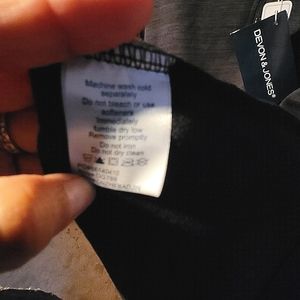 DEVON & JONES
Machine wash cold
separately
Do not bleach or use
softeners
Immediately
tumble dry low
Remove promptly
Do not iron
Do not dry clean